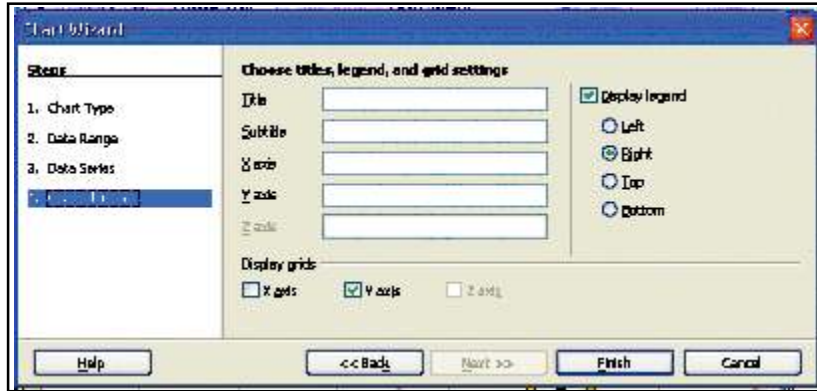 Chart Wizard
Steps
1. Chart Type
2. Data Range
3. Data Series
Choose titles, legend, and grid settings
Title
Subtitle
X axis
Y axis
Z axis
Display legend
Left
Right
Top
Bottom
Display grids
X axis
Y axis
Z axis
Help
<< Back
Next >>
Finish
Cancel